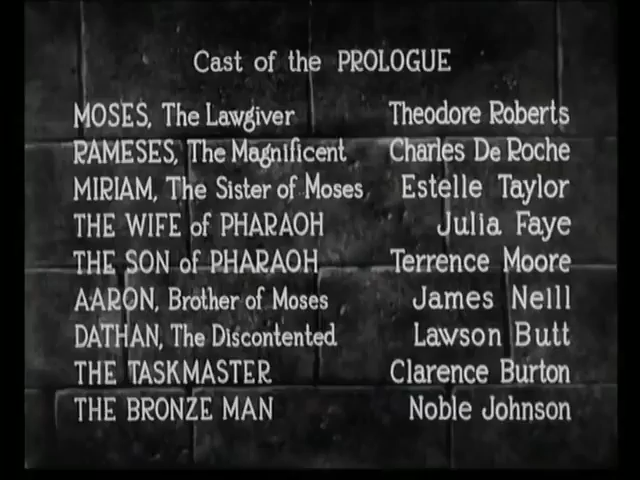 Cast of the PROLOGUE
MOSES, The Lawgiver Theodore Roberts
RAMESES, The Magnificent Charles De Roche
MIRIAM, The Sister of Moses Estelle Taylor
THE WIFE of PHARAOH Julia Faye
THE SON of PHARAOH Terrence Moore
AARON, Brother of Moses James Neill
DATHAN, The Discontented Lawson Butt
THE TASKMASTER Clarence Burton
THE BRONZE MAN Noble Johnson